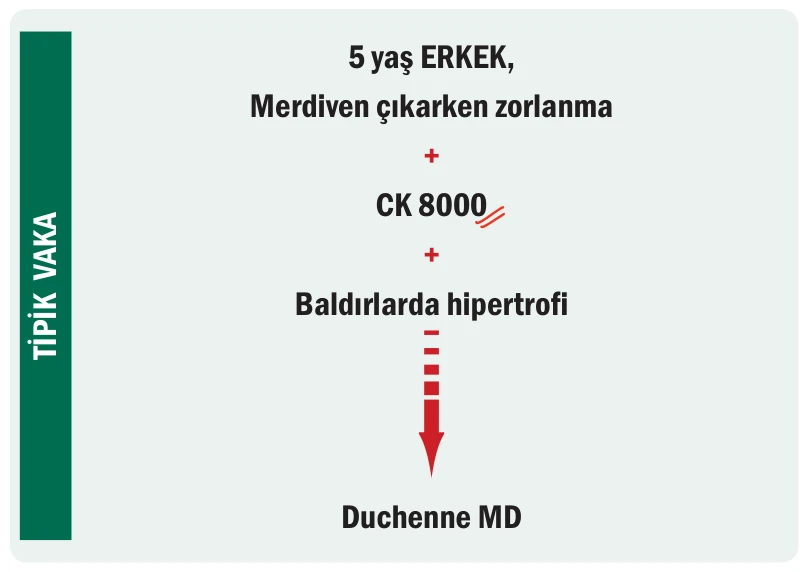 TİPİK VAKA
5 yaş ERKEK,
Merdiven çıkarken zorlanma
+
CK 8000
+
Baldırlarda hipertrofi
Duchenne MD